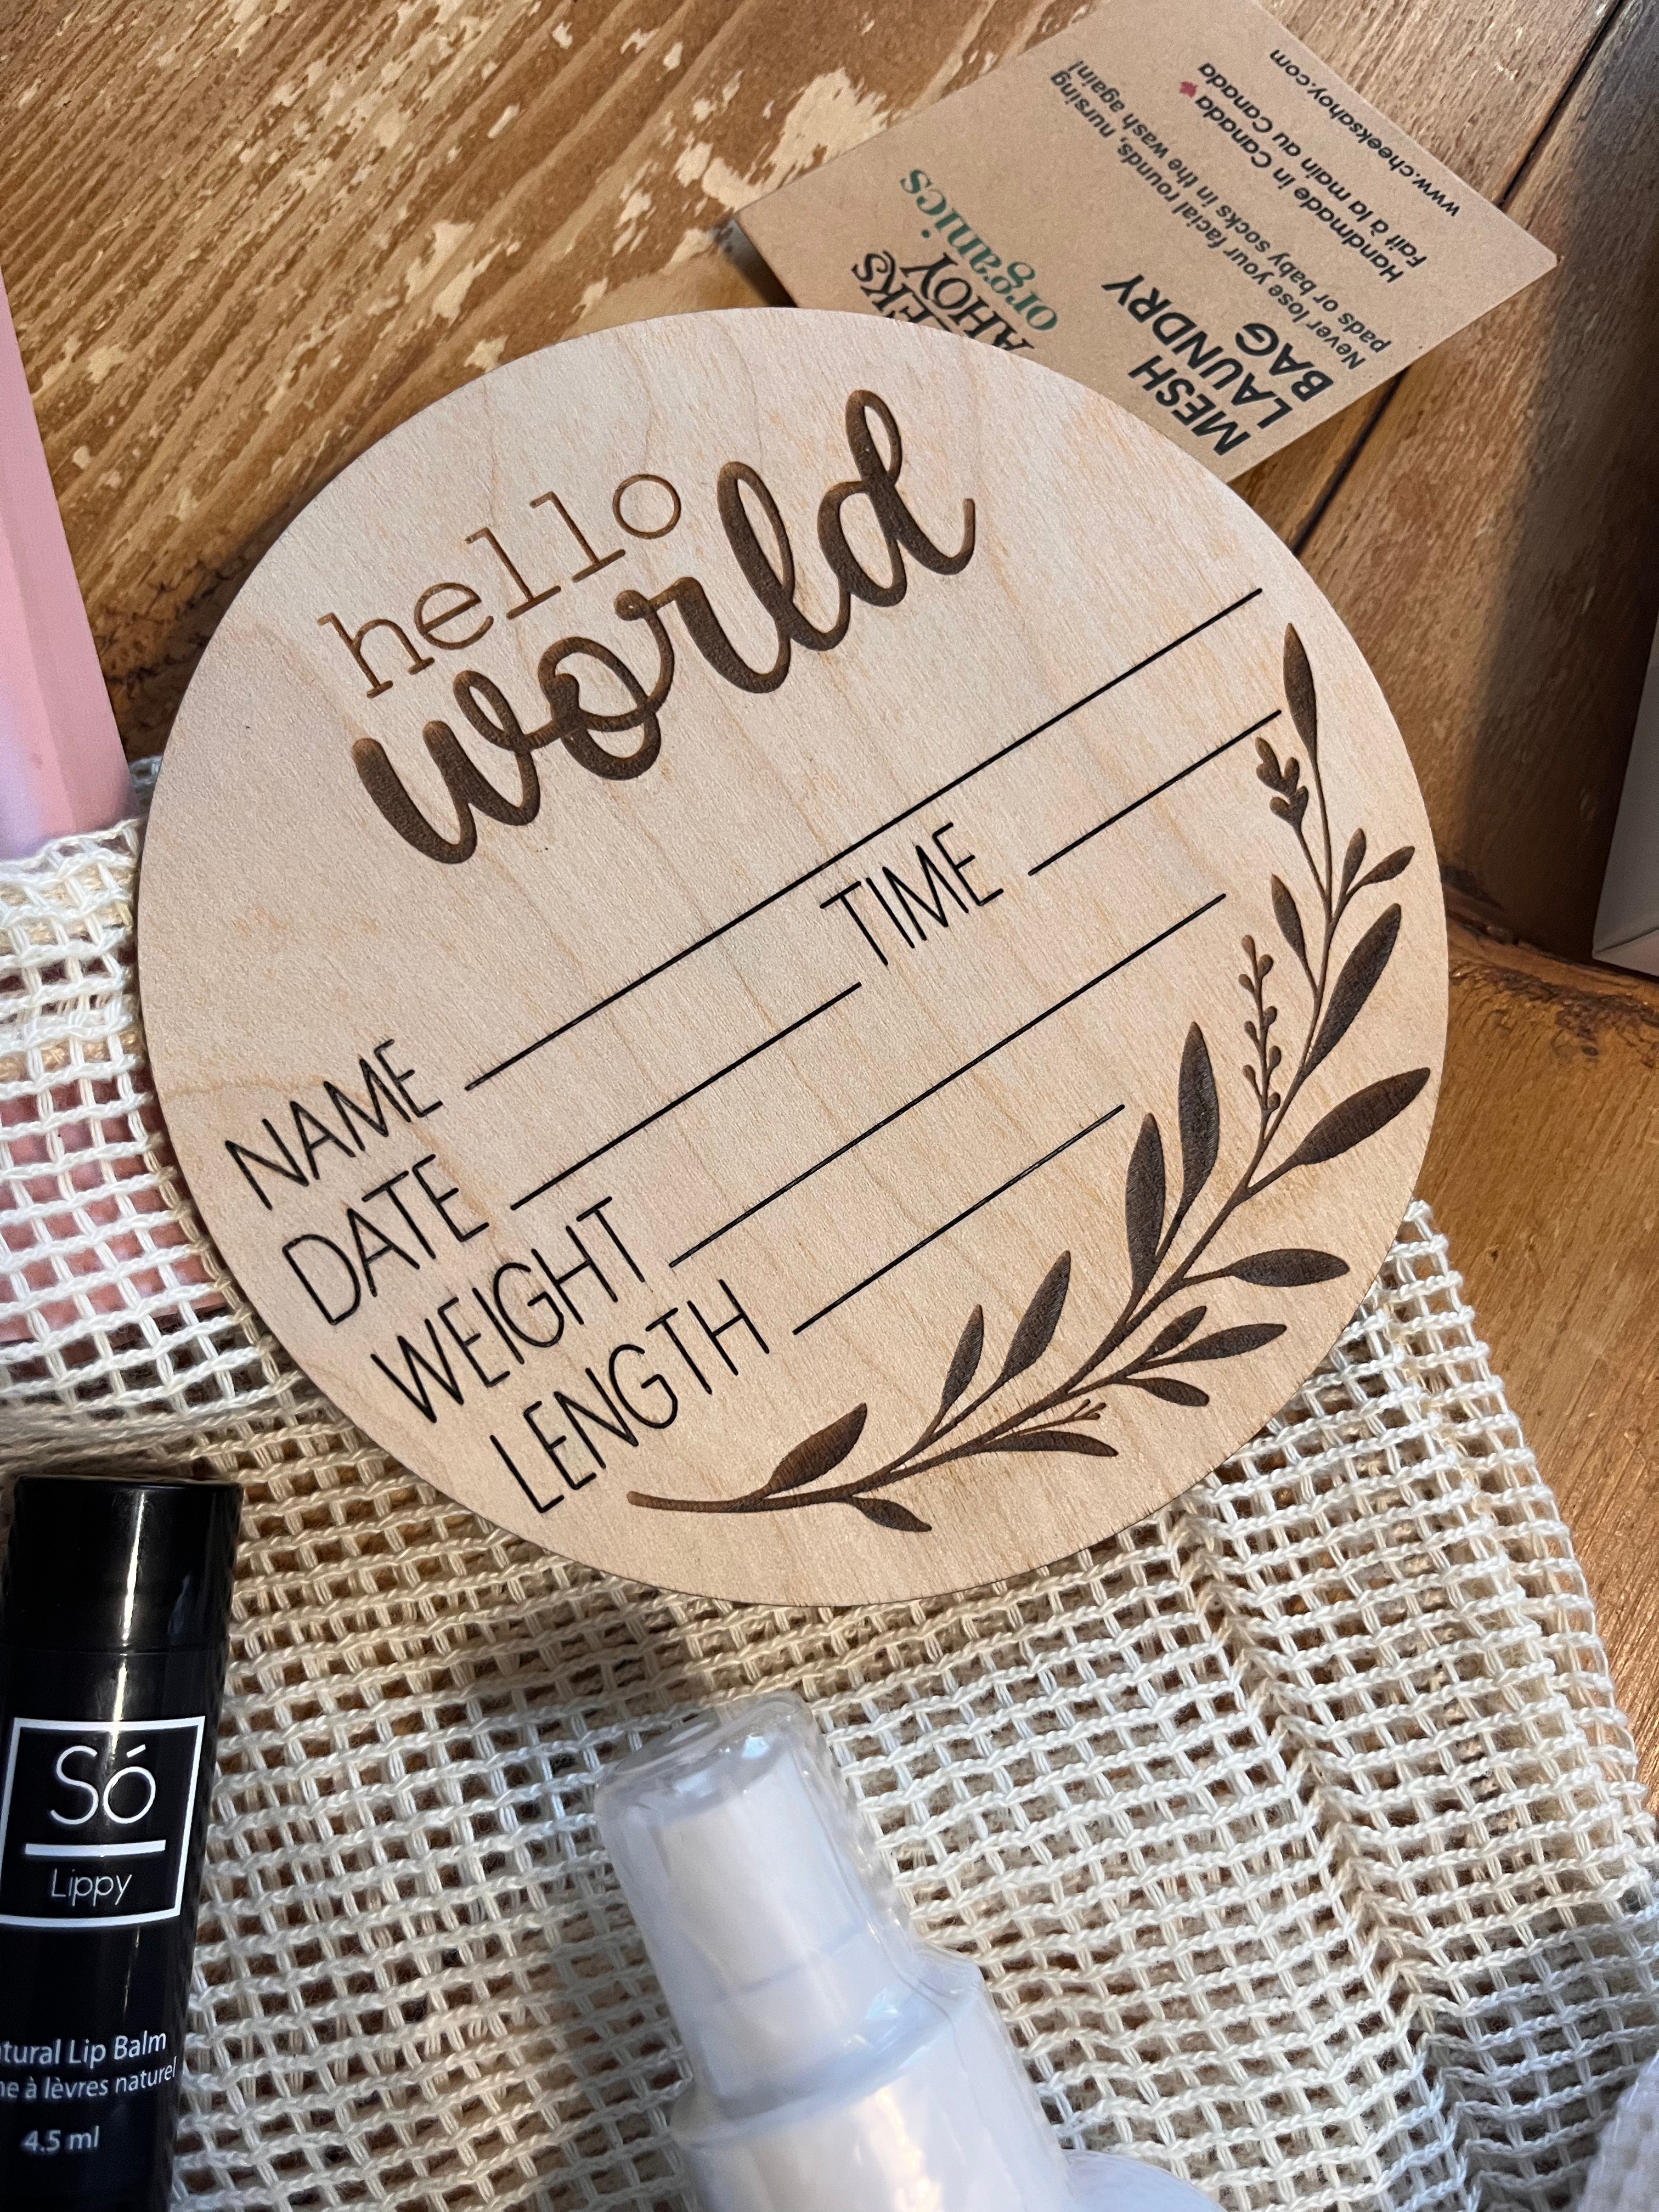 hello
world
NAME
DATE TIME
WEIGHT
LENGTH
AHOY
organics
MESH
LAUNDRY
BAG
Never lose your facial rounds, nursing
pads or baby socks in the wash again!
Handmade in Canada
Fait à la main au Canada
www.cheeksahoy.com
Só
Lippy
Lip Balm
à lèvres naturel
4.5 ml